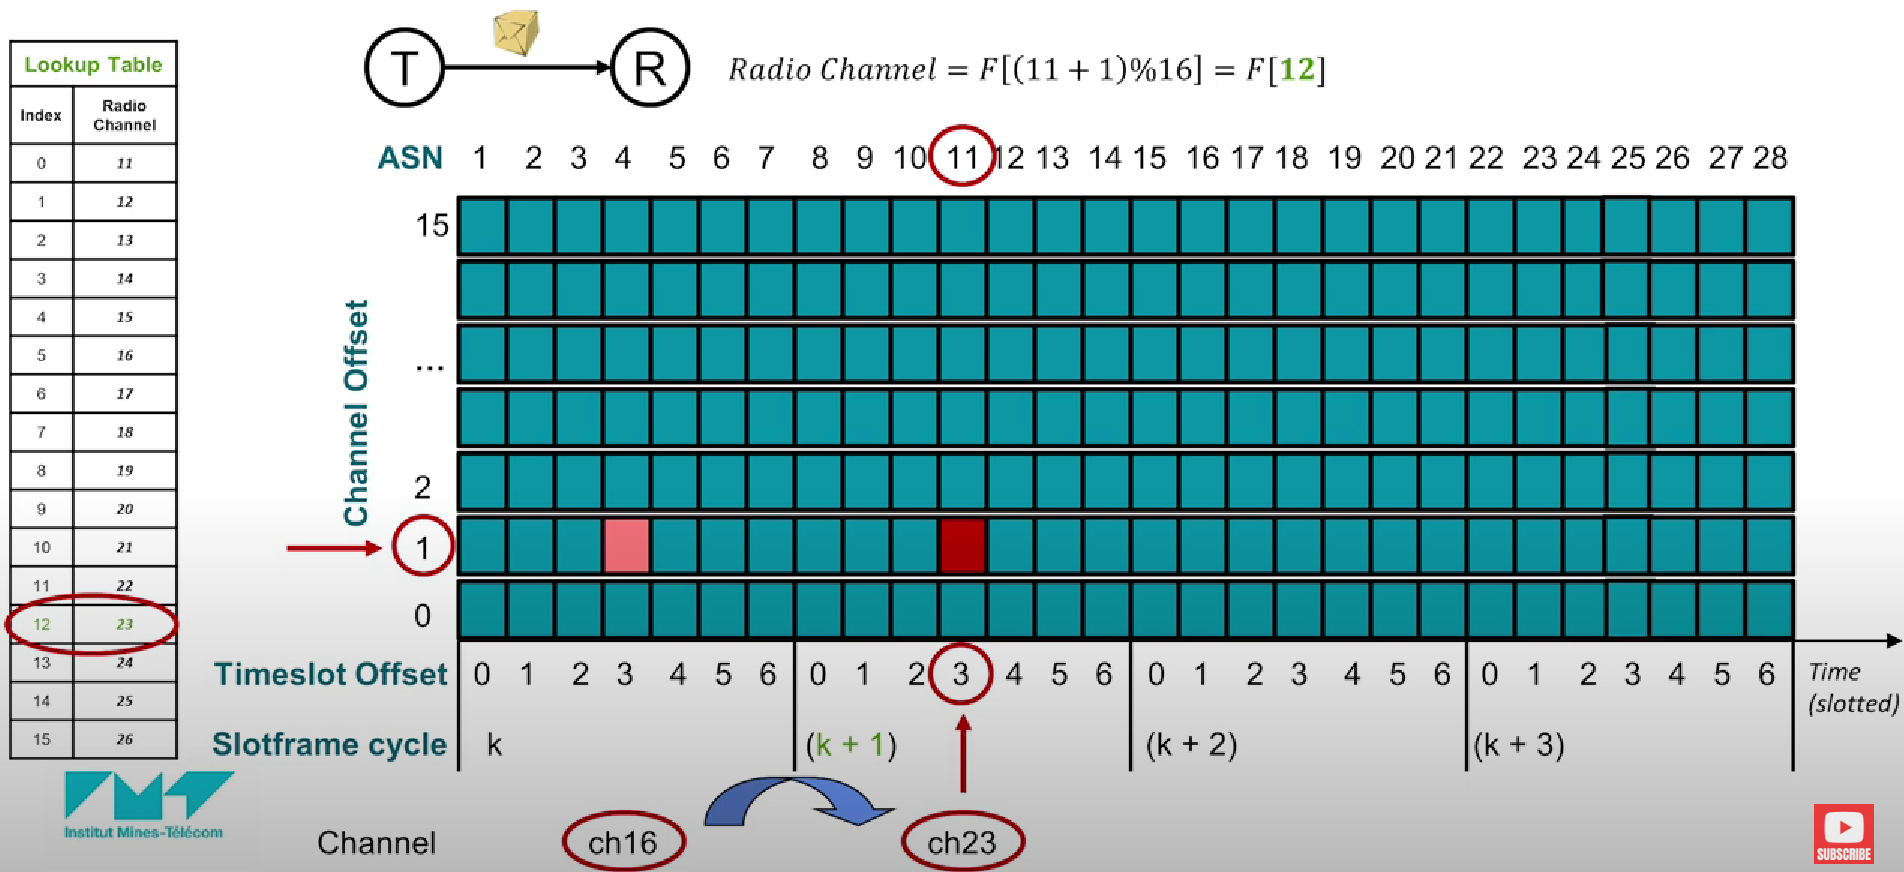 Lookup Table
Index Radio Channel
0 11
1 12
2 13
3 14
4 15
5 16
6 17
7 18
8 19
9 20
10 21
11 22
12 23
13 24
14 25
15 26
T R
Radio Channel = F[(11 + 1)%16] = F[12]
ASN 1 2 3 4 5 6 7 8 9 10 11 12 13 14 15 16 17 18 19 20 21 22 23 24 25 26 27 28
Channel Offset
15
...
2
1
0
Timeslot Offset 0 1 2 3 4 5 6 0 1 2 3 4 5 6 0 1 2 3 4 5 6 0 1 2 3 4 5 6
Time
(slotted)
Slotframe cycle k (k + 1) (k + 2) (k + 3)
Channel ch16 ch23
Institut Mines-Télécom
SUBSCRIBE